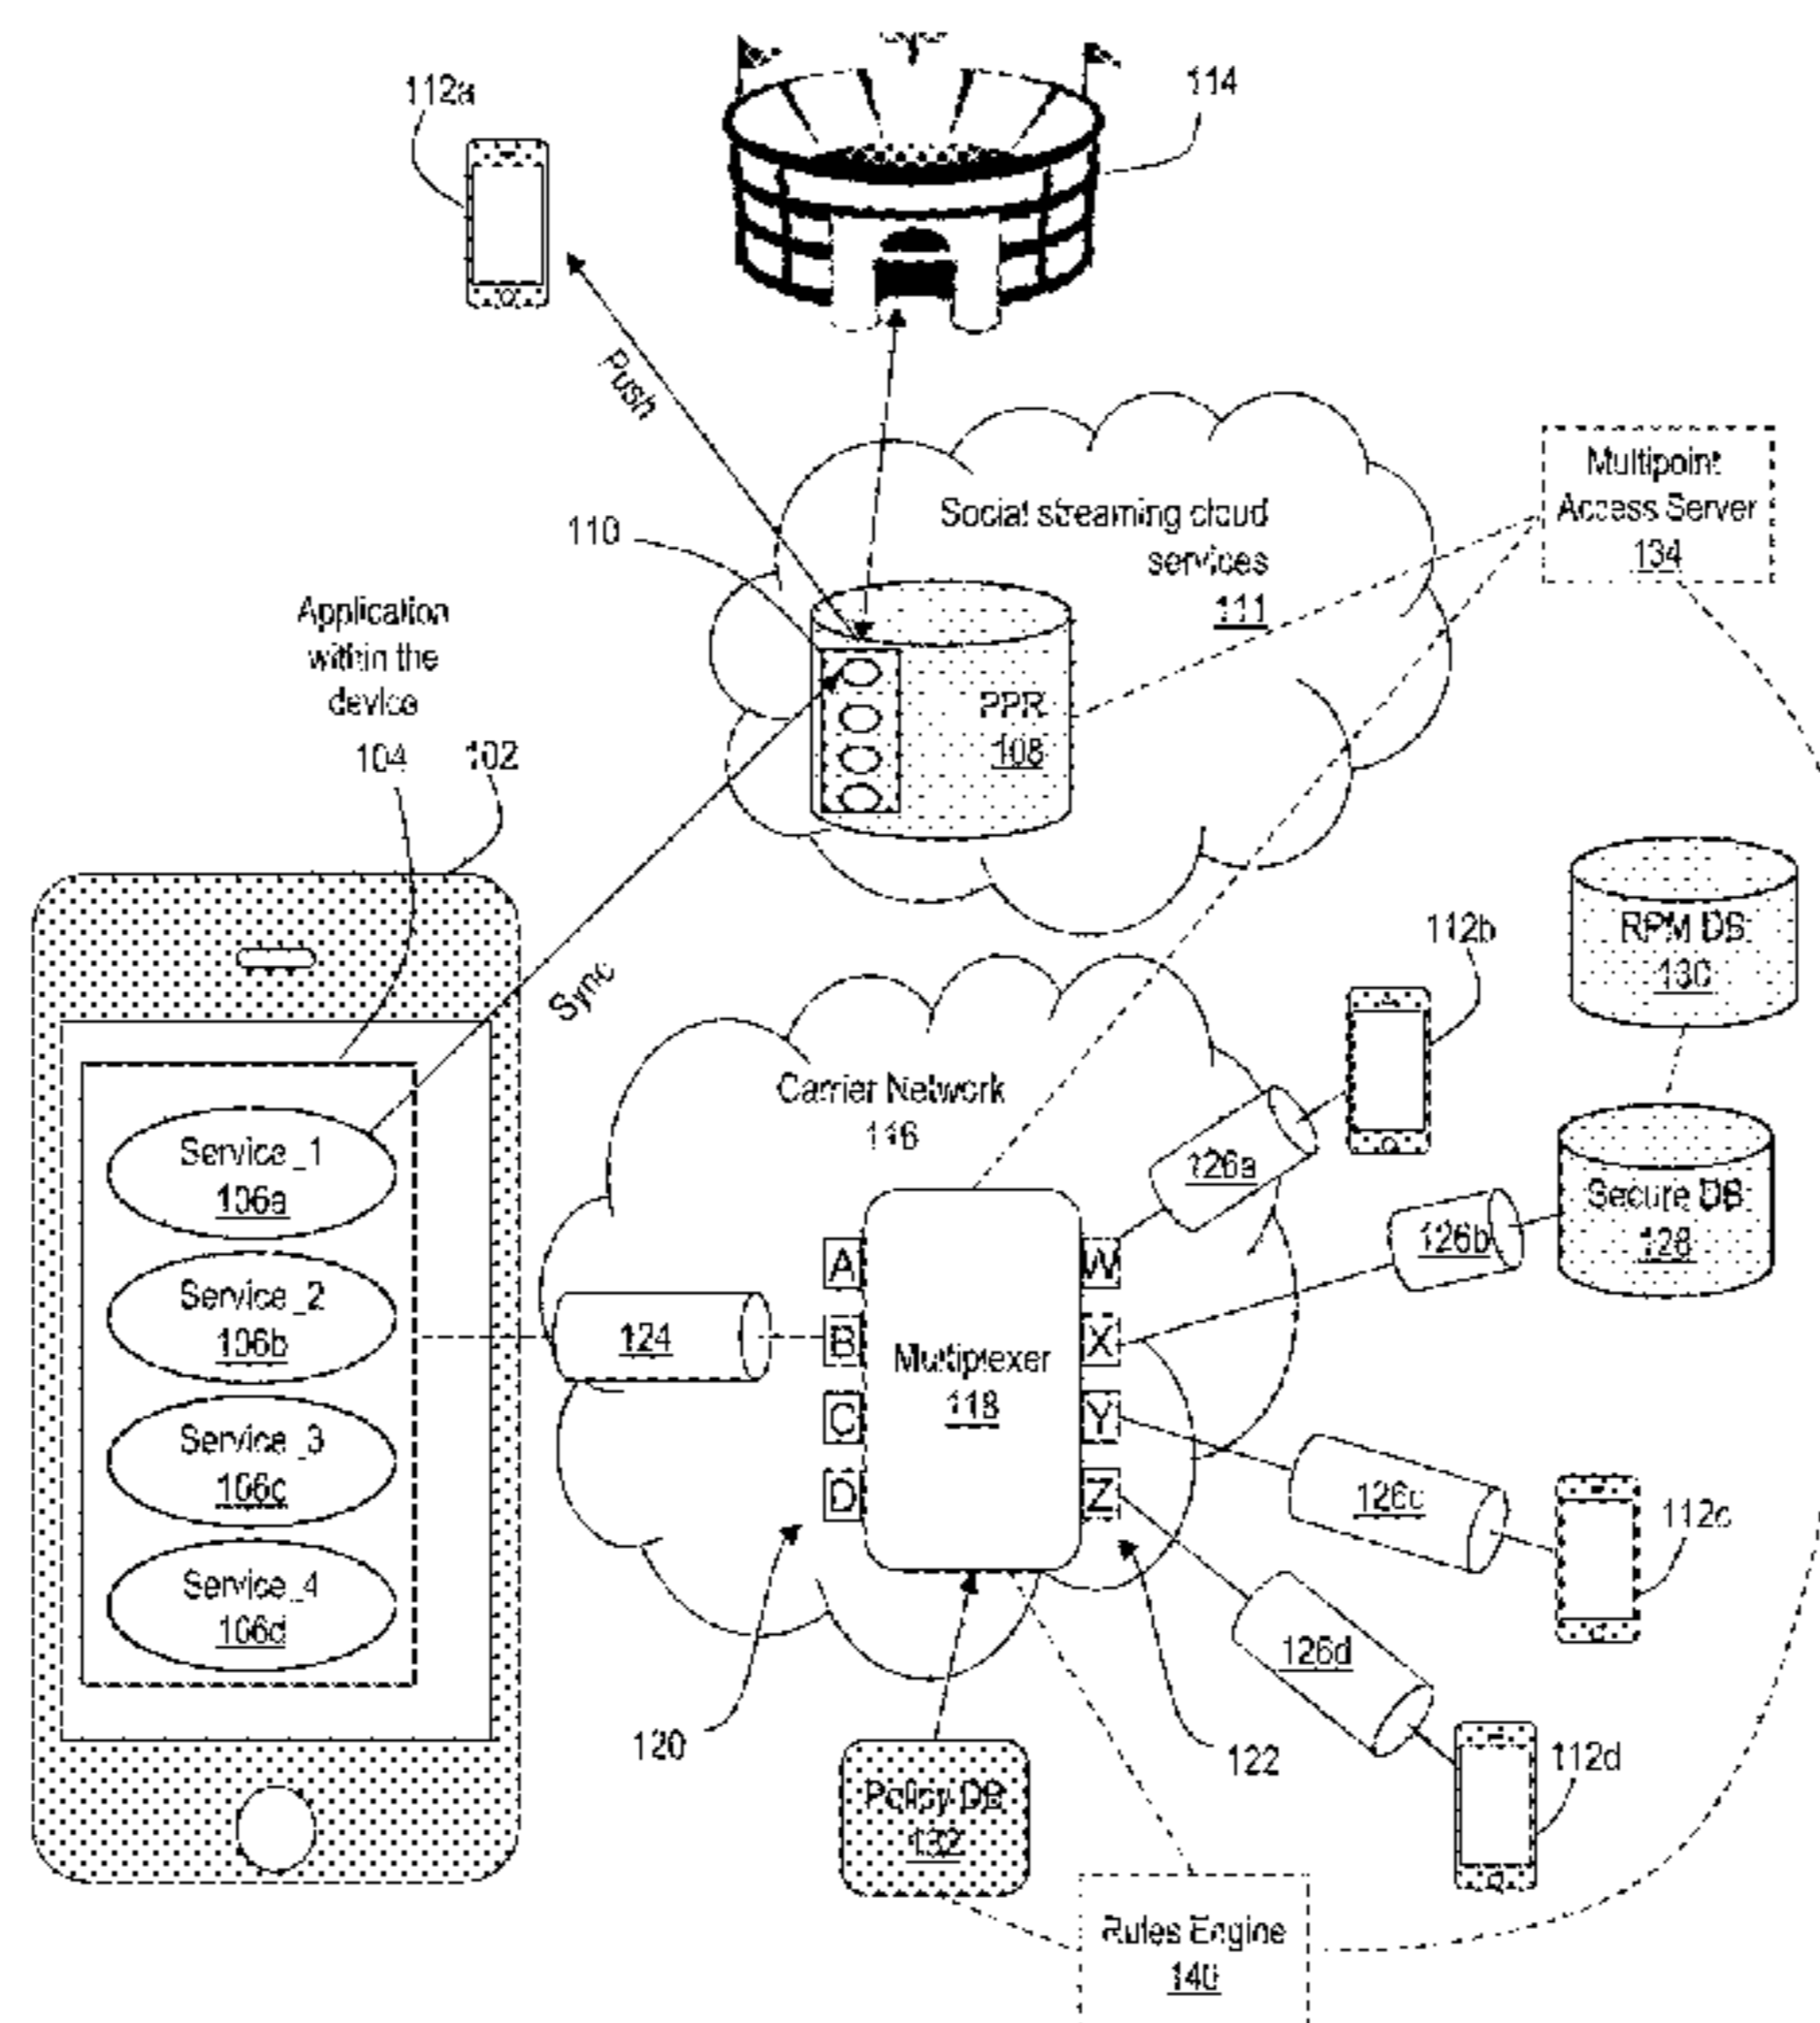 112a
114
Push
110
Social streaming cloud
services
111
Multipoint
Access Server
134
Application
within the
device
104
102
PPR
108
Sync
112b
RPM DB
130
Carrier Network
116
126a
Service_1
106a
Secure DB
128
126b
A
W
Service_2
106b
124
B
X
Multiplexer
118
C
Y
Service_3
106c
126c
112c
D
Z
Service_4
106d
126d
120
122
112d
Policy DB
132
Rules Engine
140